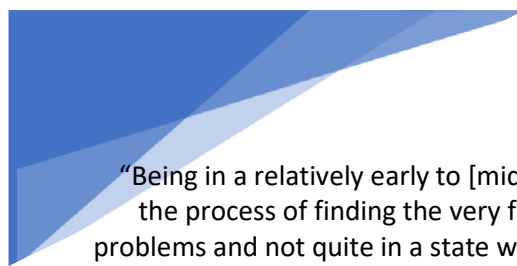 “Being in a relatively early to
the process of finding the very
problems and not quite in a state